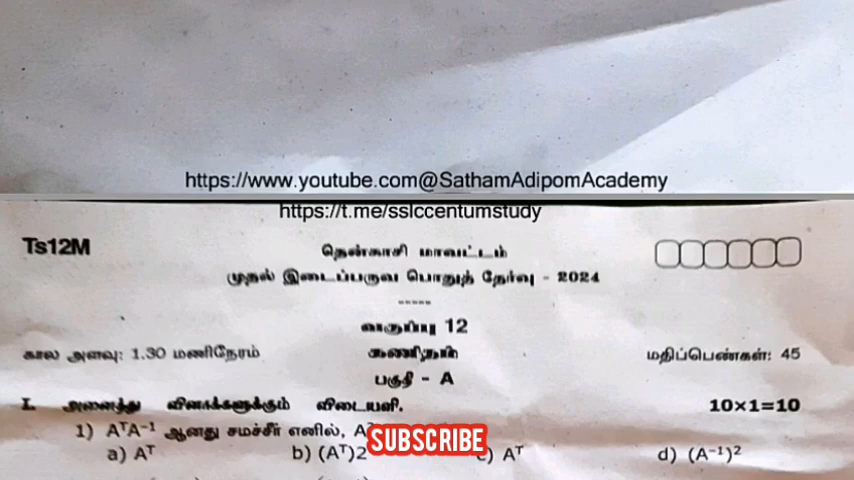 https://www.youtube.com@SathamAdipomAcademy
https://t.me/sslccentumstudy
Ts12M
தென்காசி மாவட்டம்
முதல் இடைப்பருவ பொதுத் தேர்வு - 2024
-----
வகுப்பு 12
கால அளவு: 1.30 மணிநேரம் கணிதம் மதிப்பெண்கள்: 45
பகுதி - A
I. அனைத்து வினாக்களுக்கும் விடையளி. 10×1=10
1) AᵀA⁻¹ ஆனது சமச்சீர் எனில்,
SUBSCRIBE
a) Aᵀ b) (Aᵀ)2 c) Aᵀ d) (A⁻¹)²